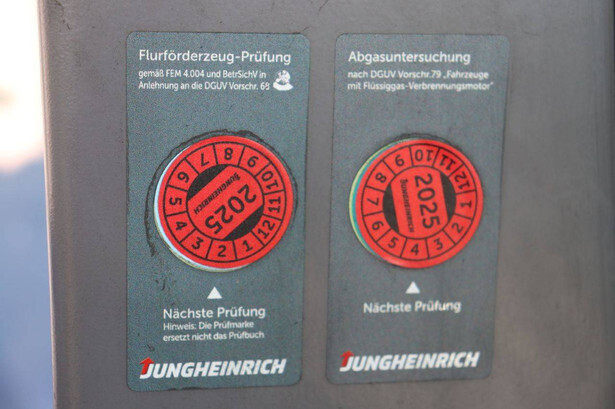 Flurförderzeug-Prüfung
gemäß FEM 4.004 und BetrSichV in
Anlehnung an die DGUV Vorschr. 68
7 8 9 10 11 12 1 2 3 4 5 6
JUNGHEINRICH
2025
Nächste Prüfung
Hinweis: Die Prüfmarke
ersetzt nicht das Prüfbuch
JUNGHEINRICH
Abgasuntersuchung
nach DGUV Vorschr.79 „Fahrzeuge
mit Flüssiggas-Verbrennungsmotor"
9 10 11 12 1 2 3 4 5 6 7 8
2025
JUNGHEINRICH
Nächste Prüfung
JUNGHEINRICH